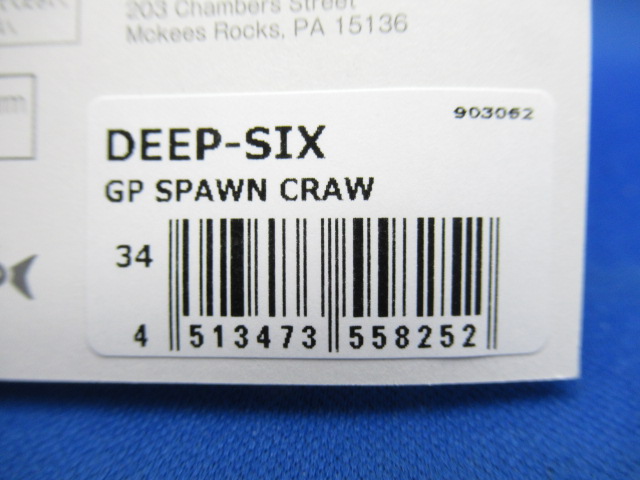 203 Chambers Street
Mckees Rocks, PA 15136
903062
DEEP-SIX
GP SPAWN CRAW
34
4 513473 558252